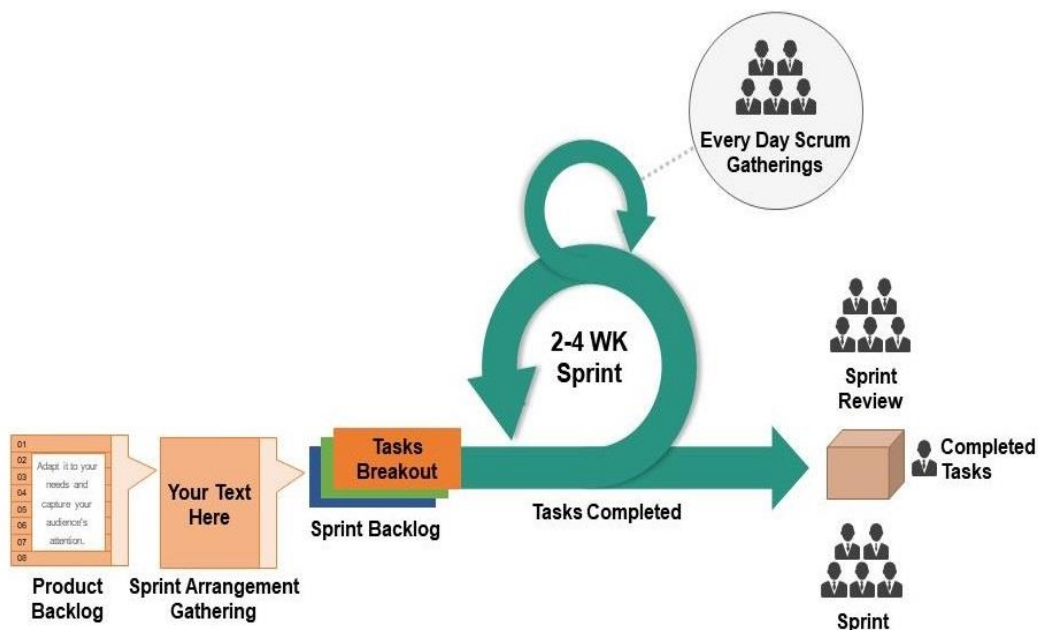 Every Day Scrum
Gatherings
2-4 WK
Sprint
Sprint
Review
Completed
Tasks
Sprint
01
02
03
04
05
06
07
08
Adapt it to your
needs and
capture your
audience's
attention.
Product
Backlog
Your Text
Here
Sprint Arrangement
Gathering
Tasks
Breakout
Sprint Backlog
Tasks Completed